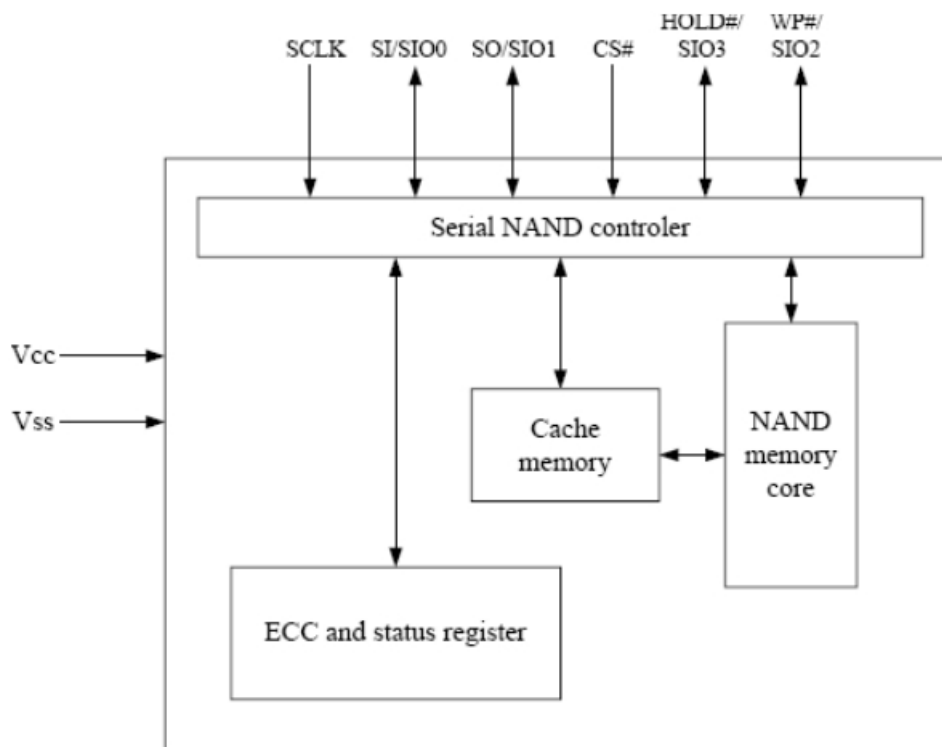 HOLD#/ WP#/
SCLK SI/SIO0 SO/SIO1 CS# SIO3 SIO2
Serial NAND controler
Vcc
Vss
Cache
memory
NAND
memory
core
ECC and status register